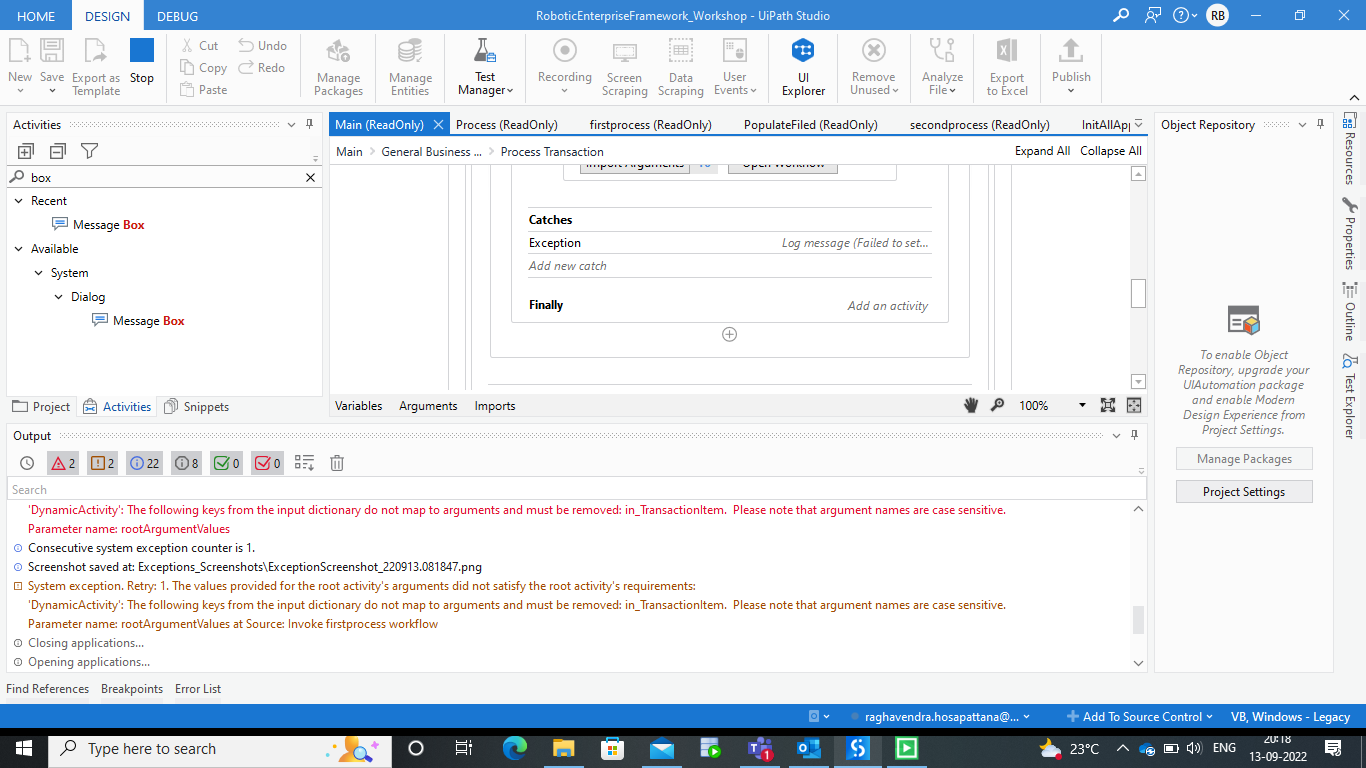 HOME DESIGN DEBUG RoboticEnterpriseFramework_Workshop - UiPath Studio RB
New Save Export as Template Stop
Cut Copy Paste Undo Redo
Manage Packages Manage Entities Test Manager Recording Screen Scraping Data Scraping User Events UI Explorer Remove Unused Analyze File Export to Excel Publish
Activities
box
Recent
Message Box
Available
System
Dialog
Message Box
Project Activities Snippets
Main (ReadOnly) Process (ReadOnly) firstprocess (ReadOnly) PopulateFiled (ReadOnly) secondprocess (ReadOnly) InitAllApp
Main > General Business ... > Process Transaction Expand All Collapse All
Import Arguments Open Workflow
Catches
Exception Log message (Failed to set...
Add new catch
Finally Add an activity
Variables Arguments Imports 100%
Object Repository
To enable Object
Repository, upgrade your
UIAutomation package
and enable Modern
Design Experience from
Project Settings.
Manage Packages
Project Settings
Resources
Properties
Outline
Test Explorer
Output
2 2 22 8 0 0
Search
'DynamicActivity': The following keys from the input dictionary do not map to arguments and must be removed: in_TransactionItem.  Please note that argument names are case sensitive.
Parameter name: rootArgumentValues
Consecutive system exception counter is 1.
Screenshot saved at: Exceptions_Screenshots\ExceptionScreenshot_220913.081847.png
System exception. Retry: 1. The values provided for the root activity's arguments did not satisfy the root activity's requirements:
'DynamicActivity': The following keys from the input dictionary do not map to arguments and must be removed: in_TransactionItem.  Please note that argument names are case sensitive.
Parameter name: rootArgumentValues at Source: Invoke firstprocess workflow
Closing applications...
Opening applications...
Find References Breakpoints Error List
raghavendra.hosapattana@... Add To Source Control VB, Windows - Legacy
Type here to search 1 23°C ENG 20:18
13-09-2022